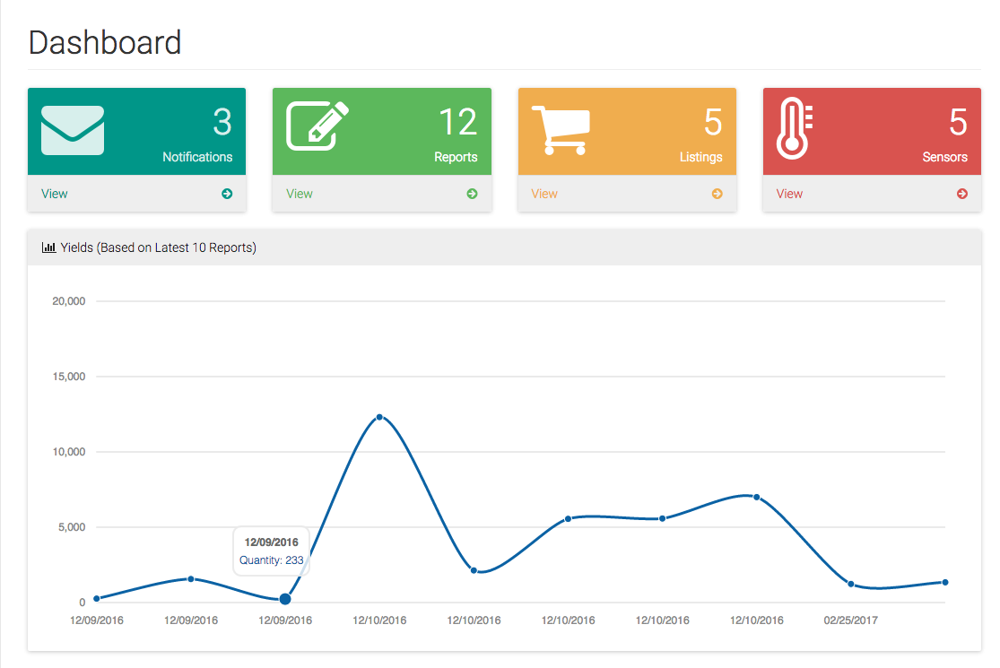 Dashboard
3
Notifications
View
12
Reports
View
5
Listings
View
5
Sensors
View
Yields (Based on Latest 10 Reports)
20,000
15,000
10,000
5,000
0
12/09/2016
Quantity: 233
12/09/2016 12/09/2016 12/09/2016 12/10/2016 12/10/2016 12/10/2016 12/10/2016 12/10/2016 02/25/2017